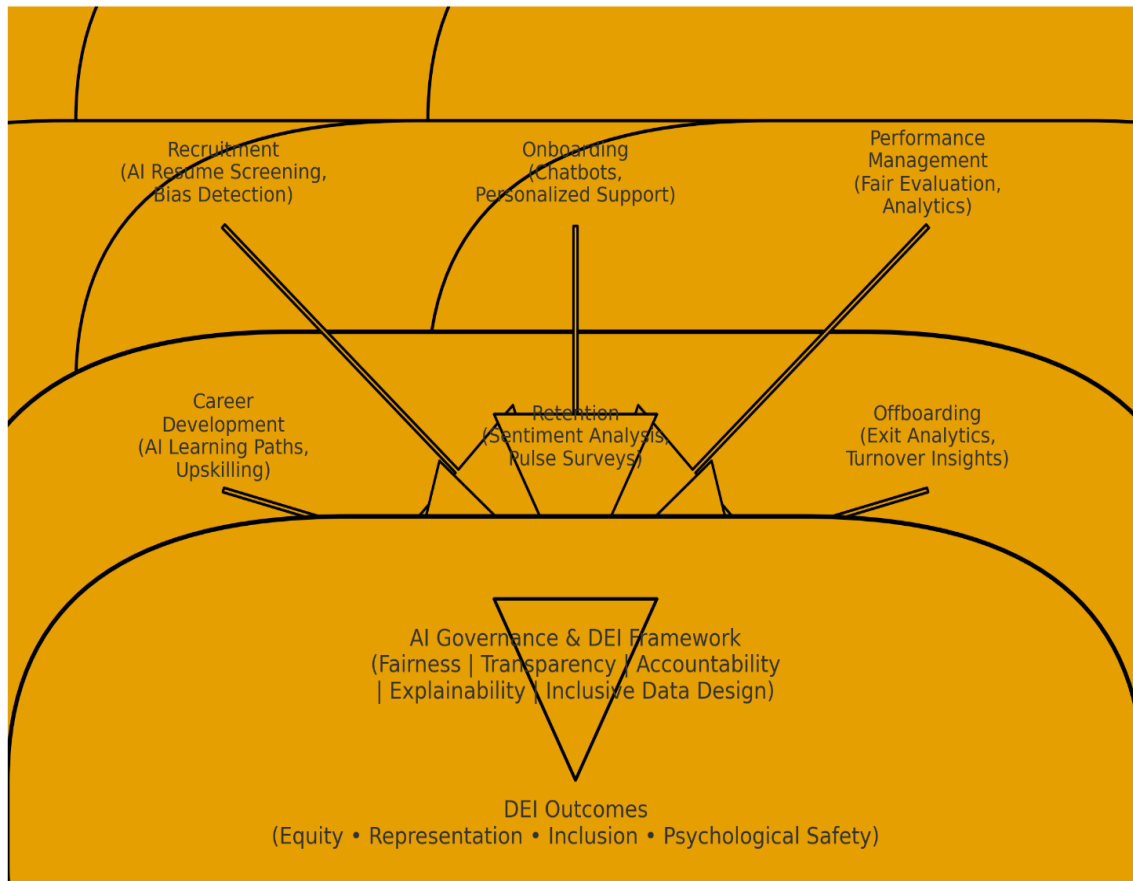 Recruitment
(AI Resume Screening,
Bias Detection)
Onboarding
(Chatbots,
Personalized Support)
Performance
Management
(Fair Evaluation,
Analytics)
Career
Development
(AI Learning Paths,
Upskilling)
Retention
(Sentiment Analysis,
Pulse Surveys)
Offboarding
(Exit Analytics,
Turnover Insights)
AI Governance & DEI Framework
(Fairness | Transparency | Accountability
| Explainability | Inclusive Data Design)
DEI Outcomes
(Equity • Representation • Inclusion • Psychological Safety)